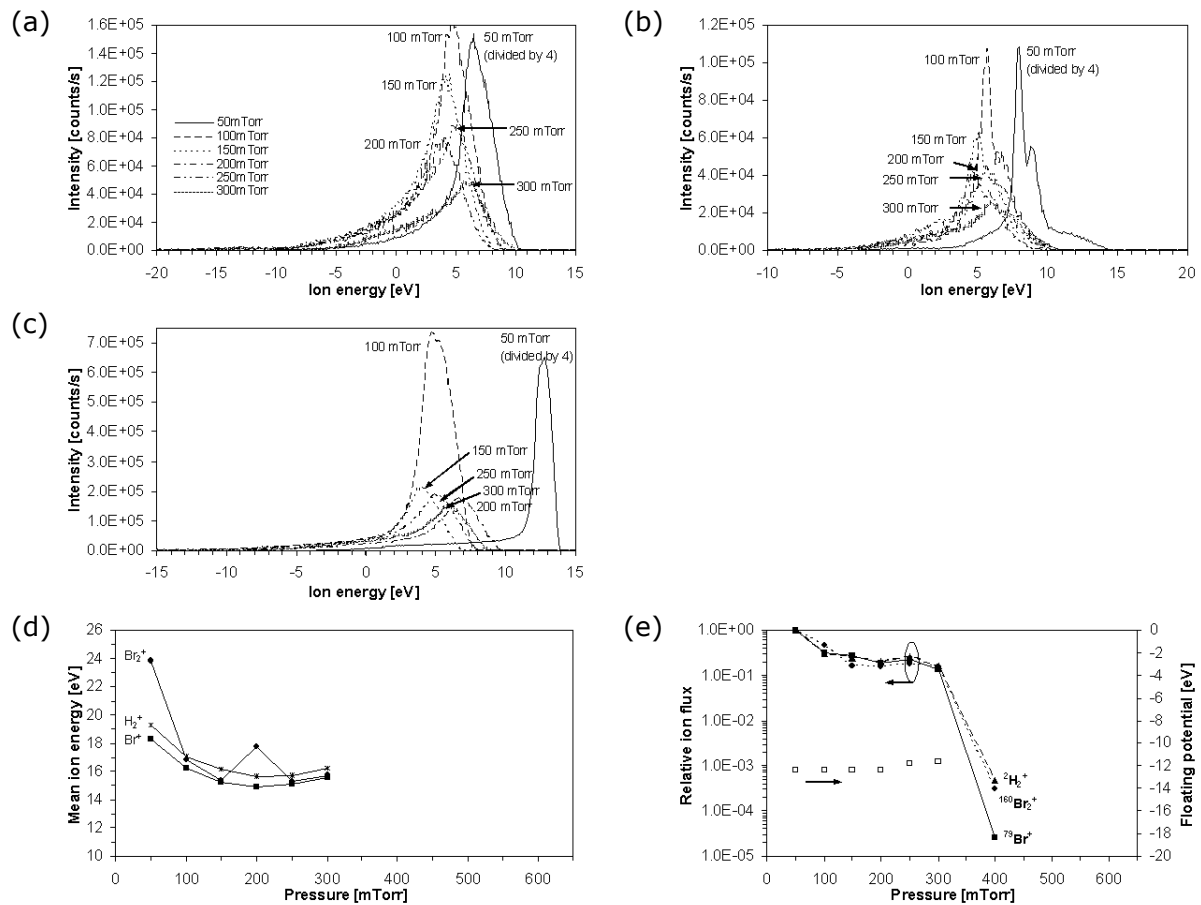 (a)
1.6E+05
1.4E+05
1.2E+05
1.0E+05
8.0E+04
6.0E+04
4.0E+04
2.0E+04
0.0E+00
Intensity [counts/s]
50mTorr
100mTorr
150mTorr
200mTorr
250mTorr
300mTorr
100 mTorr
150 mTorr
200 mTorr
50 mTorr
(divided by 4)
250 mTorr
300 mTorr
-20 -15 -10 -5 0 5 10 15
Ion energy [eV]
(b)
1.2E+05
1.0E+05
8.0E+04
6.0E+04
4.0E+04
2.0E+04
0.0E+00
Intensity [counts/s]
100 mTorr
50 mTorr
(divided by 4)
150 mTorr
200 mTorr
250 mTorr
300 mTorr
-10 -5 0 5 10 15 20
Ion energy [eV]
(c)
7.0E+05
6.0E+05
5.0E+05
4.0E+05
3.0E+05
2.0E+05
1.0E+05
0.0E+00
Intensity [counts/s]
100 mTorr
50 mTorr
(divided by 4)
150 mTorr
250 mTorr
300 mTorr
200 mTorr
-15 -10 -5 0 5 10 15
Ion energy [eV]
(d)
26
24
22
20
18
16
14
12
10
Mean ion energy [eV]
Br₂⁺
H₂⁺
Br⁺
0 100 200 300 400 500 600
Pressure [mTorr]
(e)
1.0E+00
1.0E-01
1.0E-02
1.0E-03
1.0E-04
1.0E-05
Relative ion flux
²H₂⁺
¹⁶⁰Br₂⁺
⁷⁹Br⁺
0
-2
-4
-6
-8
-10
-12
-14
-16
-18
-20
Floating potential [eV]
0 100 200 300 400 500 600
Pressure [mTorr]